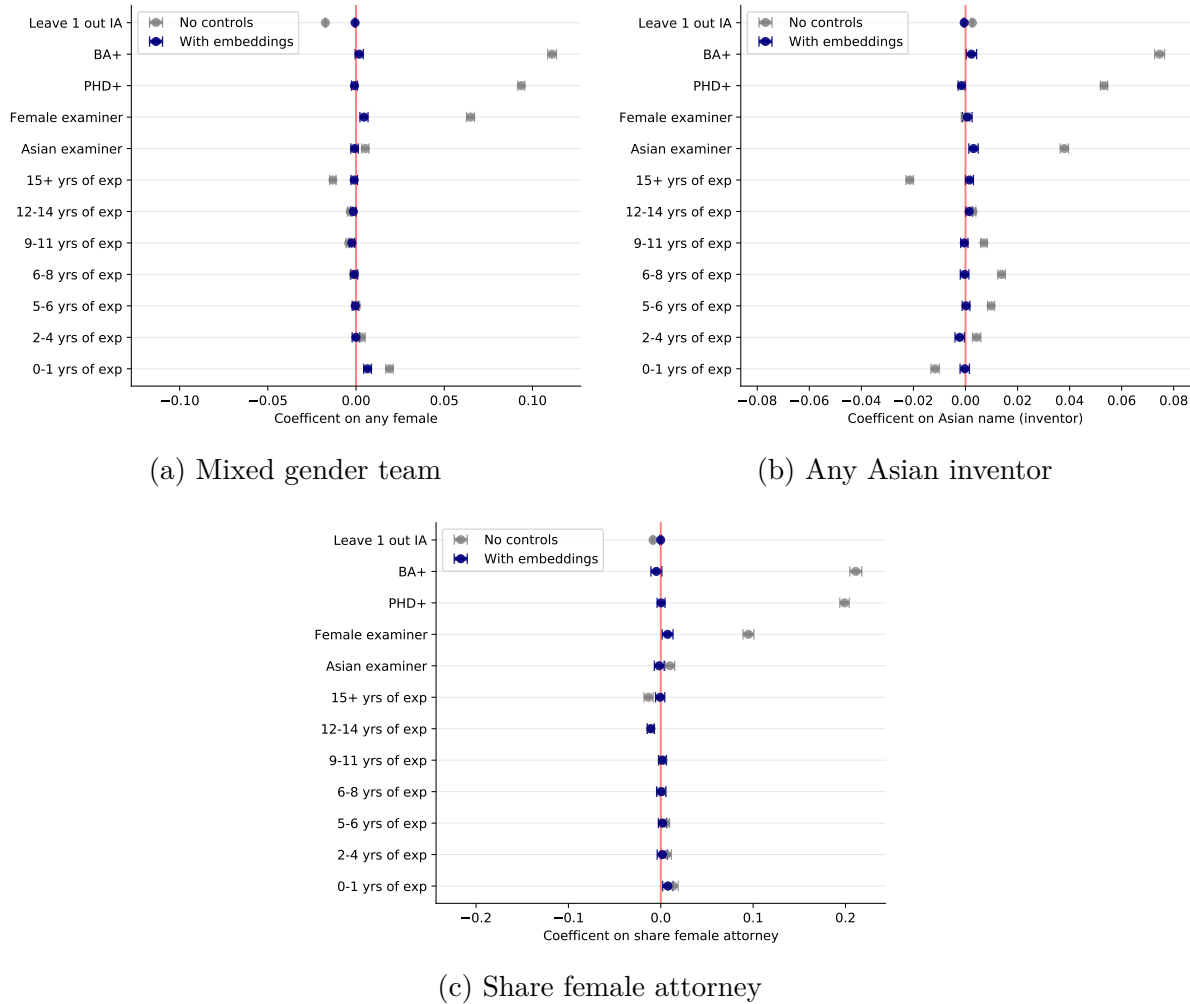 Leave 1 out IA
BA+
PHD+
Female examiner
Asian examiner
15+ yrs of exp
12-14 yrs of exp
9-11 yrs of exp
6-8 yrs of exp
5-6 yrs of exp
2-4 yrs of exp
0-1 yrs of exp
No controls
With embeddings
−0.10 −0.05 0.00 0.05 0.10
Coefficent on any female
(a) Mixed gender team
Leave 1 out IA
BA+
PHD+
Female examiner
Asian examiner
15+ yrs of exp
12-14 yrs of exp
9-11 yrs of exp
6-8 yrs of exp
5-6 yrs of exp
2-4 yrs of exp
0-1 yrs of exp
No controls
With embeddings
−0.08 −0.06 −0.04 −0.02 0.00 0.02 0.04 0.06 0.08
Coefficent on Asian name (inventor)
(b) Any Asian inventor
Leave 1 out IA
BA+
PHD+
Female examiner
Asian examiner
15+ yrs of exp
12-14 yrs of exp
9-11 yrs of exp
6-8 yrs of exp
5-6 yrs of exp
2-4 yrs of exp
0-1 yrs of exp
No controls
With embeddings
−0.2 −0.1 0.0 0.1 0.2
Coefficent on share female attorney
(c) Share female attorney